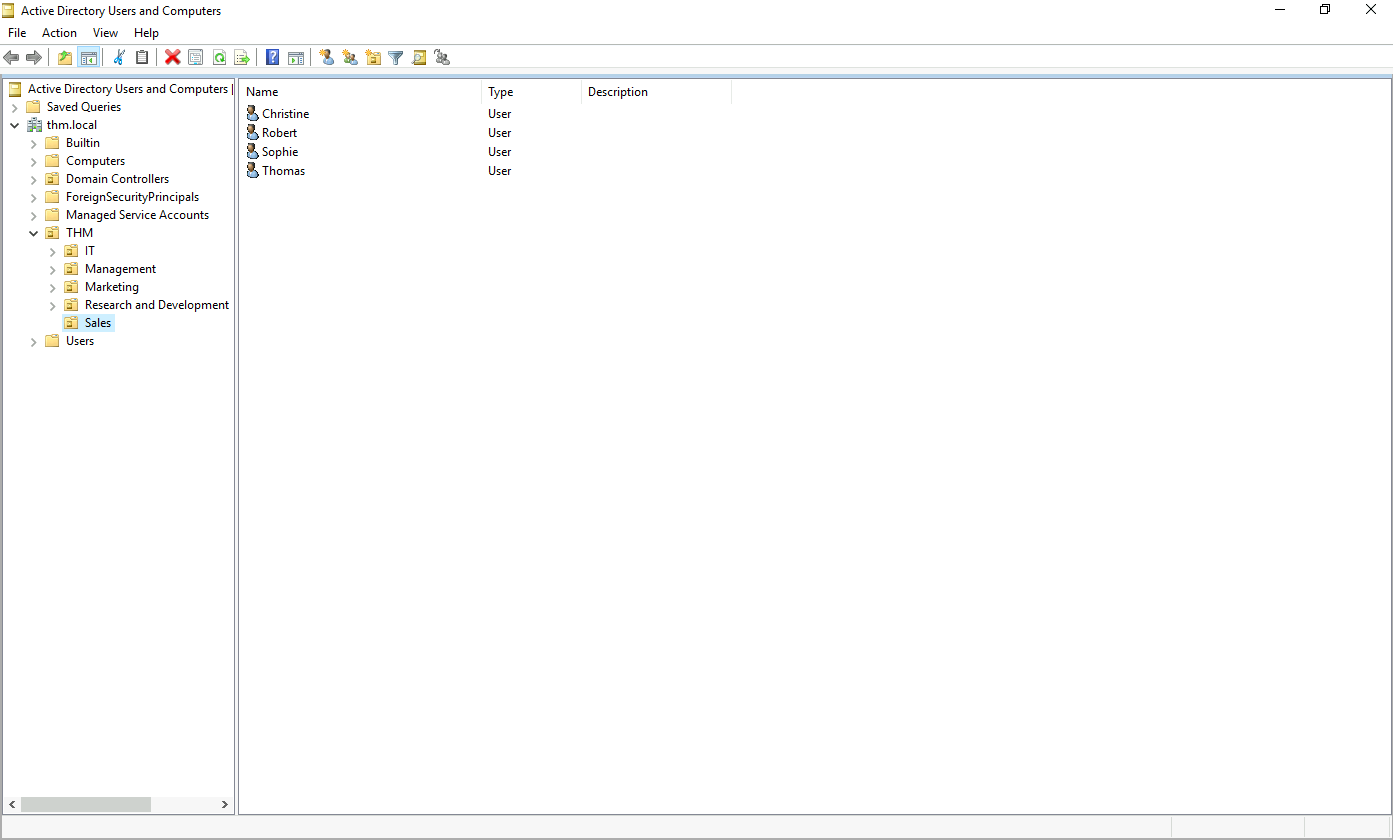 Active Directory Users and Computers
File Action View Help
Active Directory Users and Computers [
Name Type Description
Saved Queries
thm.local
Builtin
Computers
Domain Controllers
ForeignSecurityPrincipals
Managed Service Accounts
THM
IT
Management
Marketing
Research and Development
Sales
Users
Christine User
Robert User
Sophie User
Thomas User